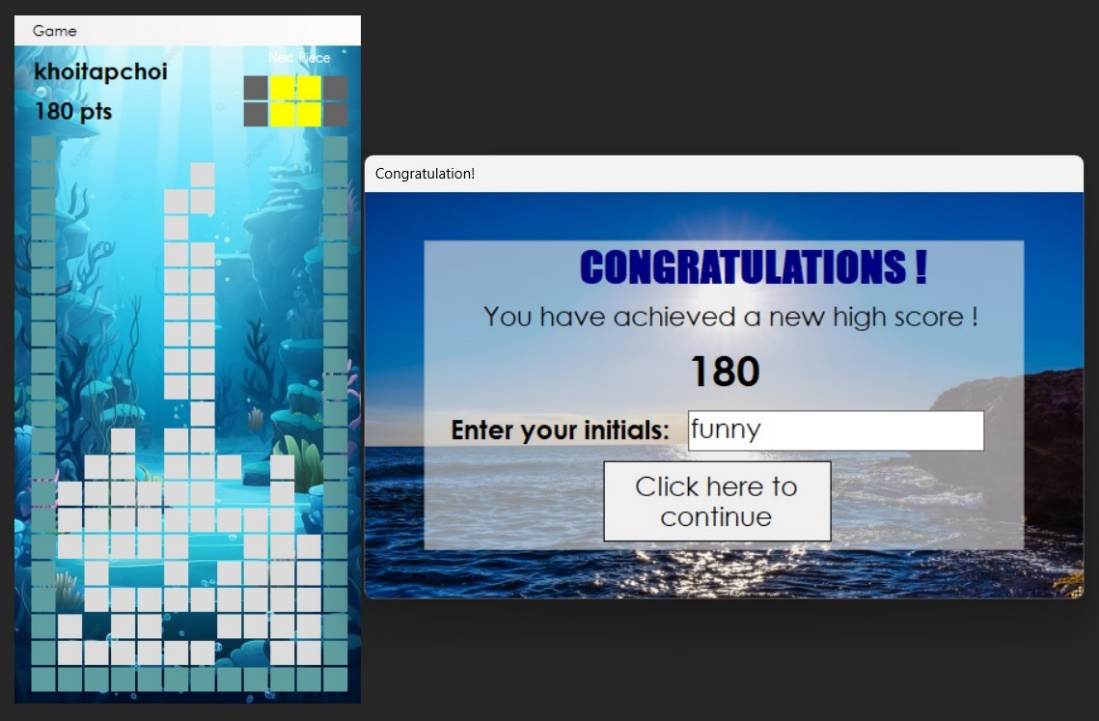 Game
khoitapchoi
180 pts
Next Piece
Congratulation!
CONGRATULATIONS !
You have achieved a new high score !
180
Enter your initials: funny
Click here to
continue